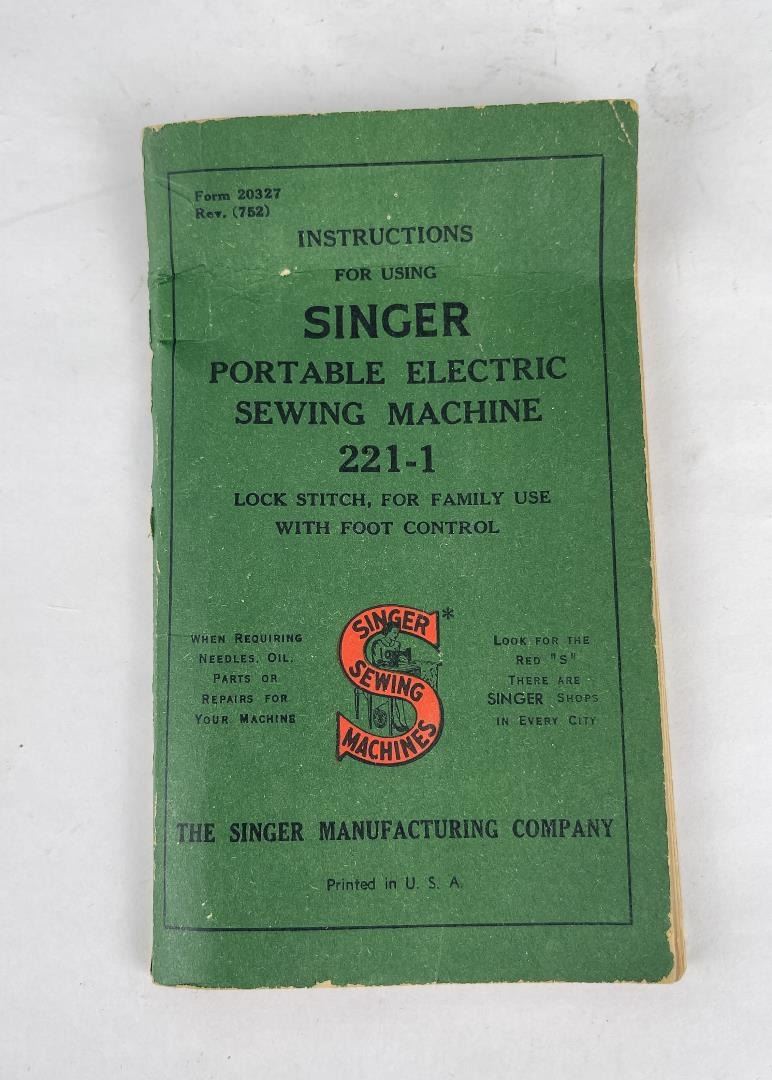 Form 20327
Rev. (752)
INSTRUCTIONS
FOR USING
SINGER
PORTABLE ELECTRIC
SEWING MACHINE
221-1
LOCK STITCH, FOR FAMILY USE
WITH FOOT CONTROL
WHEN REQUIRING
NEEDLES, OIL,
PARTS OR
REPAIRS FOR
YOUR MACHINE
SINGER *
SEWING
MACHINES
LOOK FOR THE
RED "S"
THERE ARE
SINGER SHOPS
IN EVERY CITY
THE SINGER MANUFACTURING COMPANY
Printed in U. S. A.